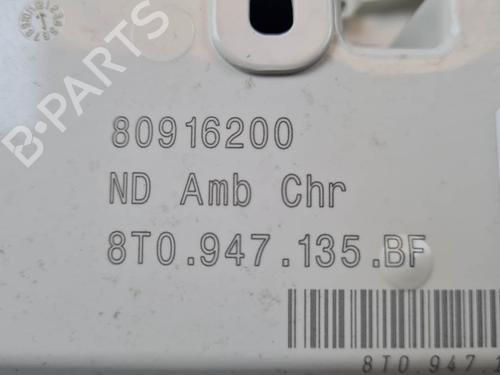 80916200
ND Amb Chr
8T0.947.135.BF
8T0.947.1
B-PARTS